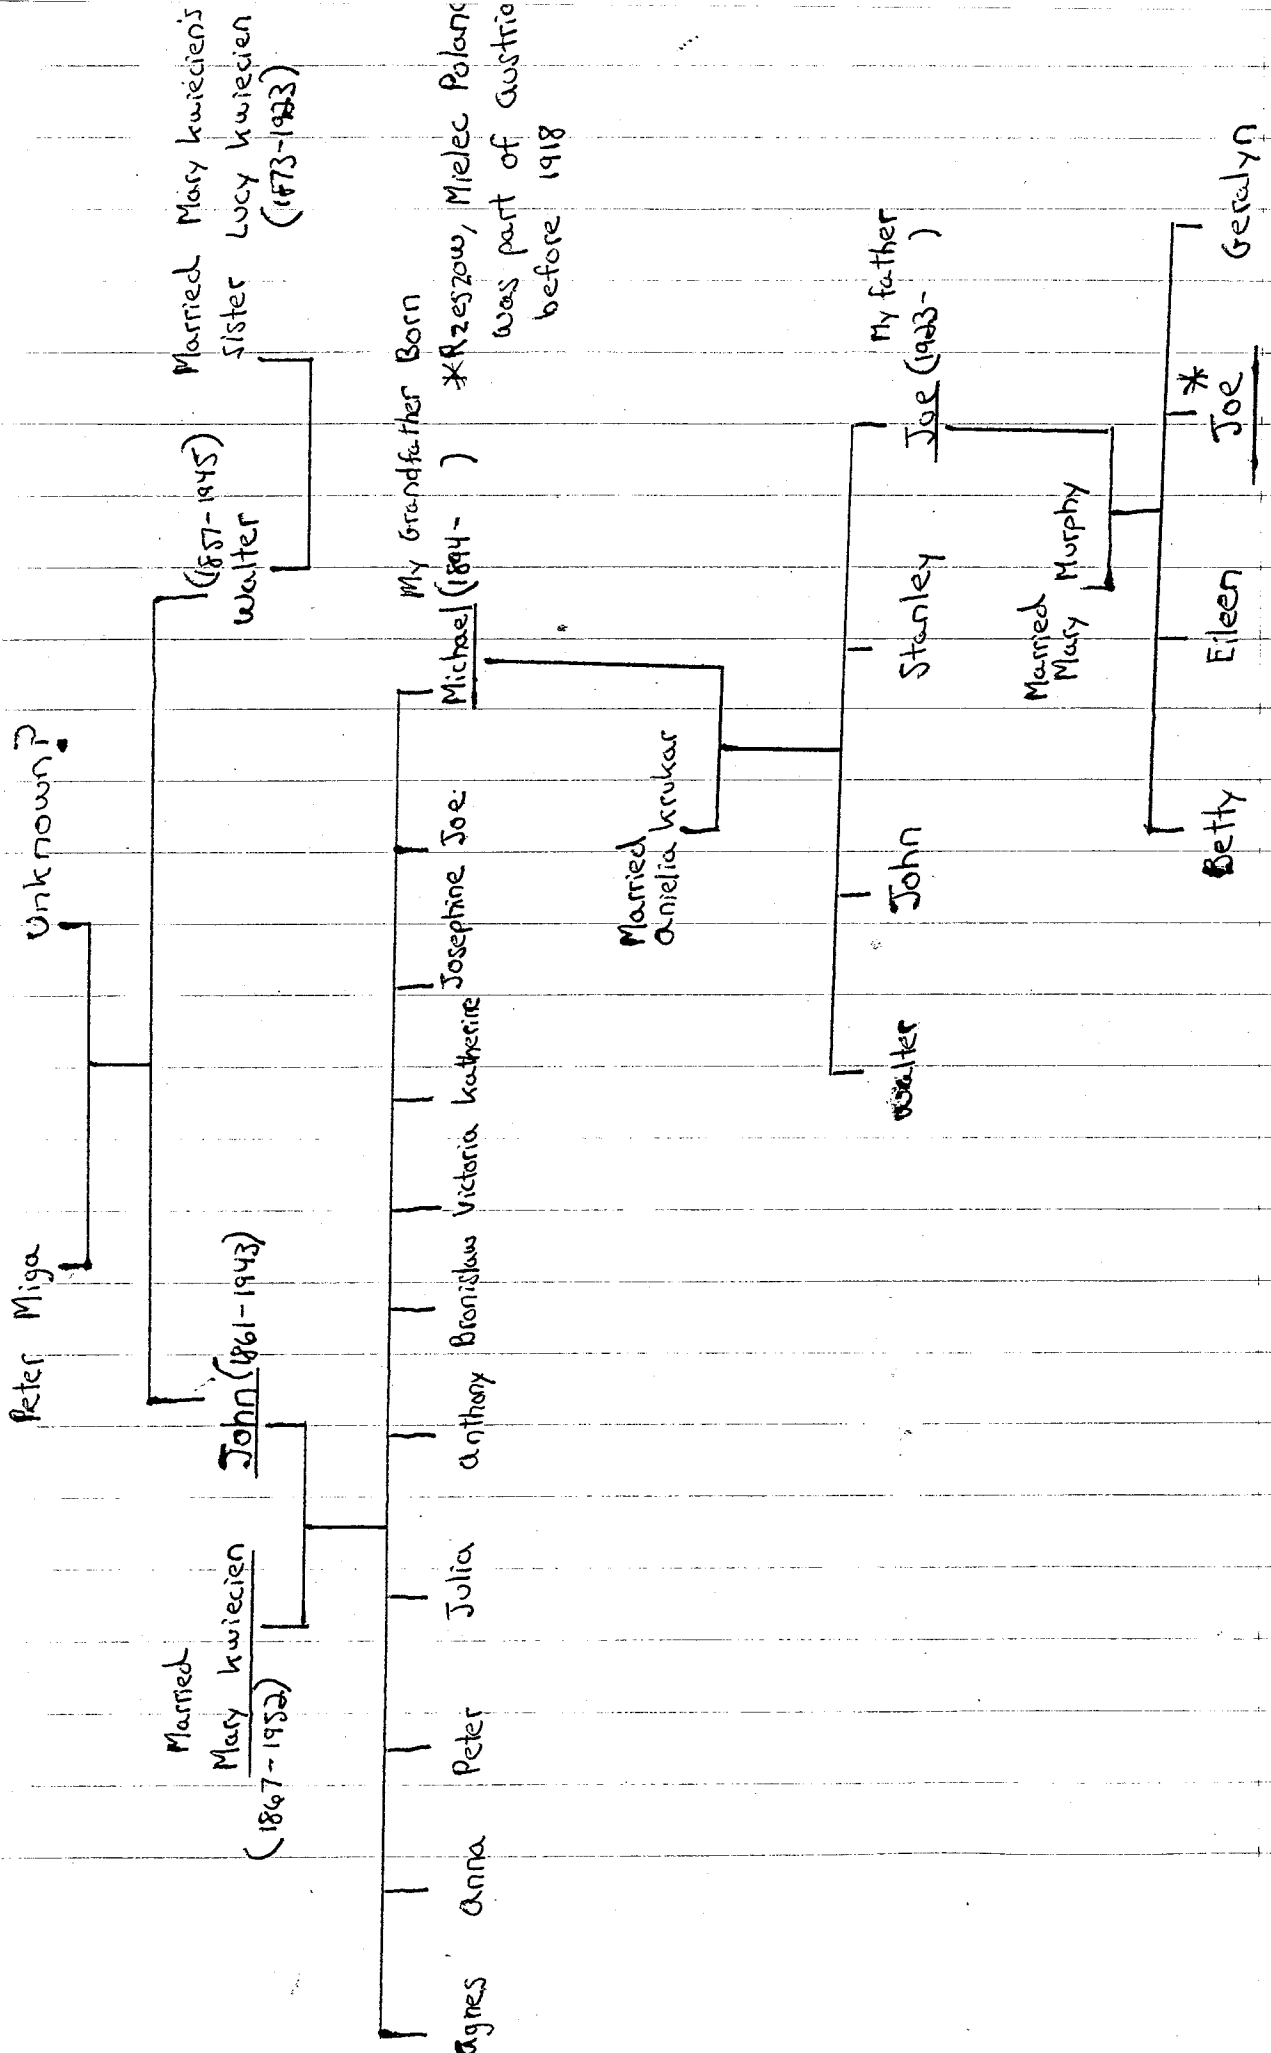 Peter Miga
Unknown?
Married
Mary Kwiecien
(1867-1952)
John (1861-1943)
(1857-1945)
Walter
Married Mary Kwiecien's
Sister Lucy Kwiecien
(1873-1923)
My Grandfather Born
Agnes Anna Peter Julia Anthony Bronislaw Victoria Katherine Josephine Joe
Michael (1894- )
*Rzeszow, Mielec Poland
was part of Austria
before 1918
Married
Anielia Krukar
My father
Walter John Stanley Joe (1923- )
Married
Mary Murphy
*
Betty Eileen Joe Geralyn